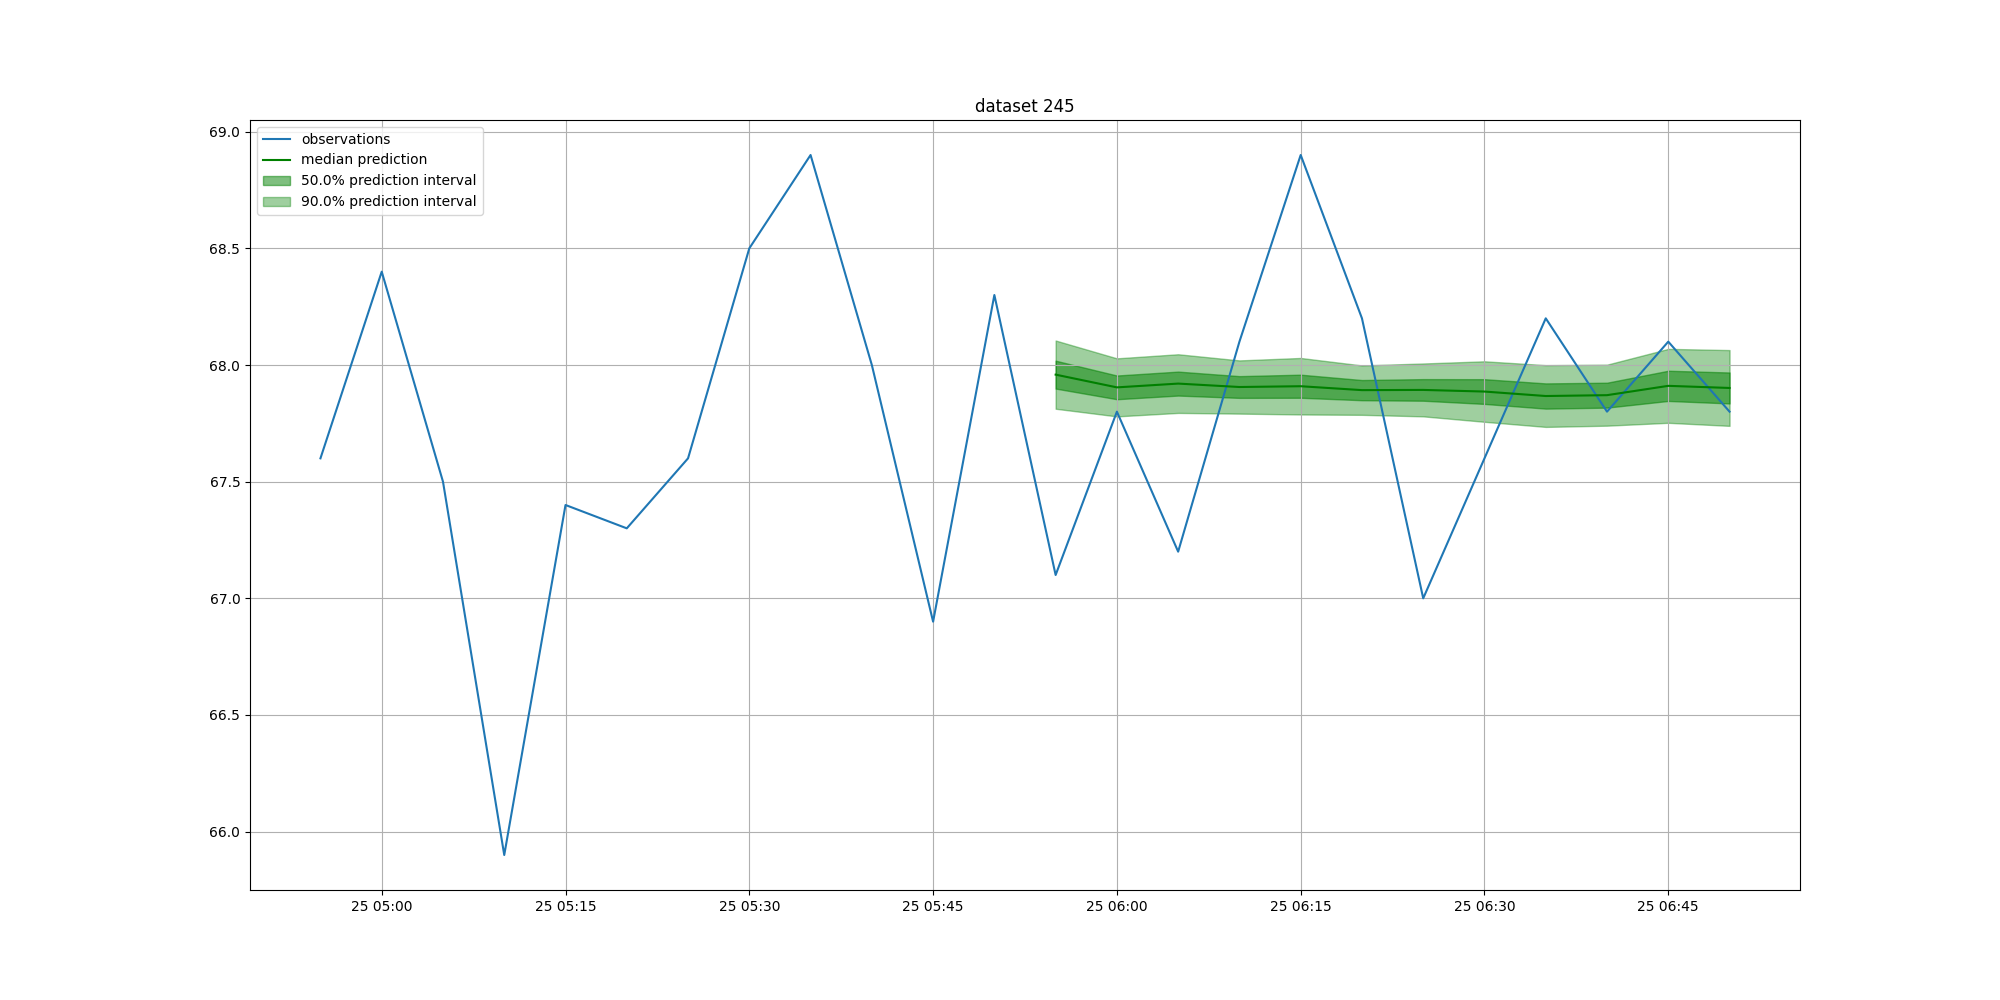 dataset 245
69.0
observations
median prediction
50.0% prediction interval
90.0% prediction interval
68.5
68.0
67.5
67.0
66.5
66.0
25 05:00 25 05:15 25 05:30 25 05:45 25 06:00 25 06:15 25 06:30 25 06:45